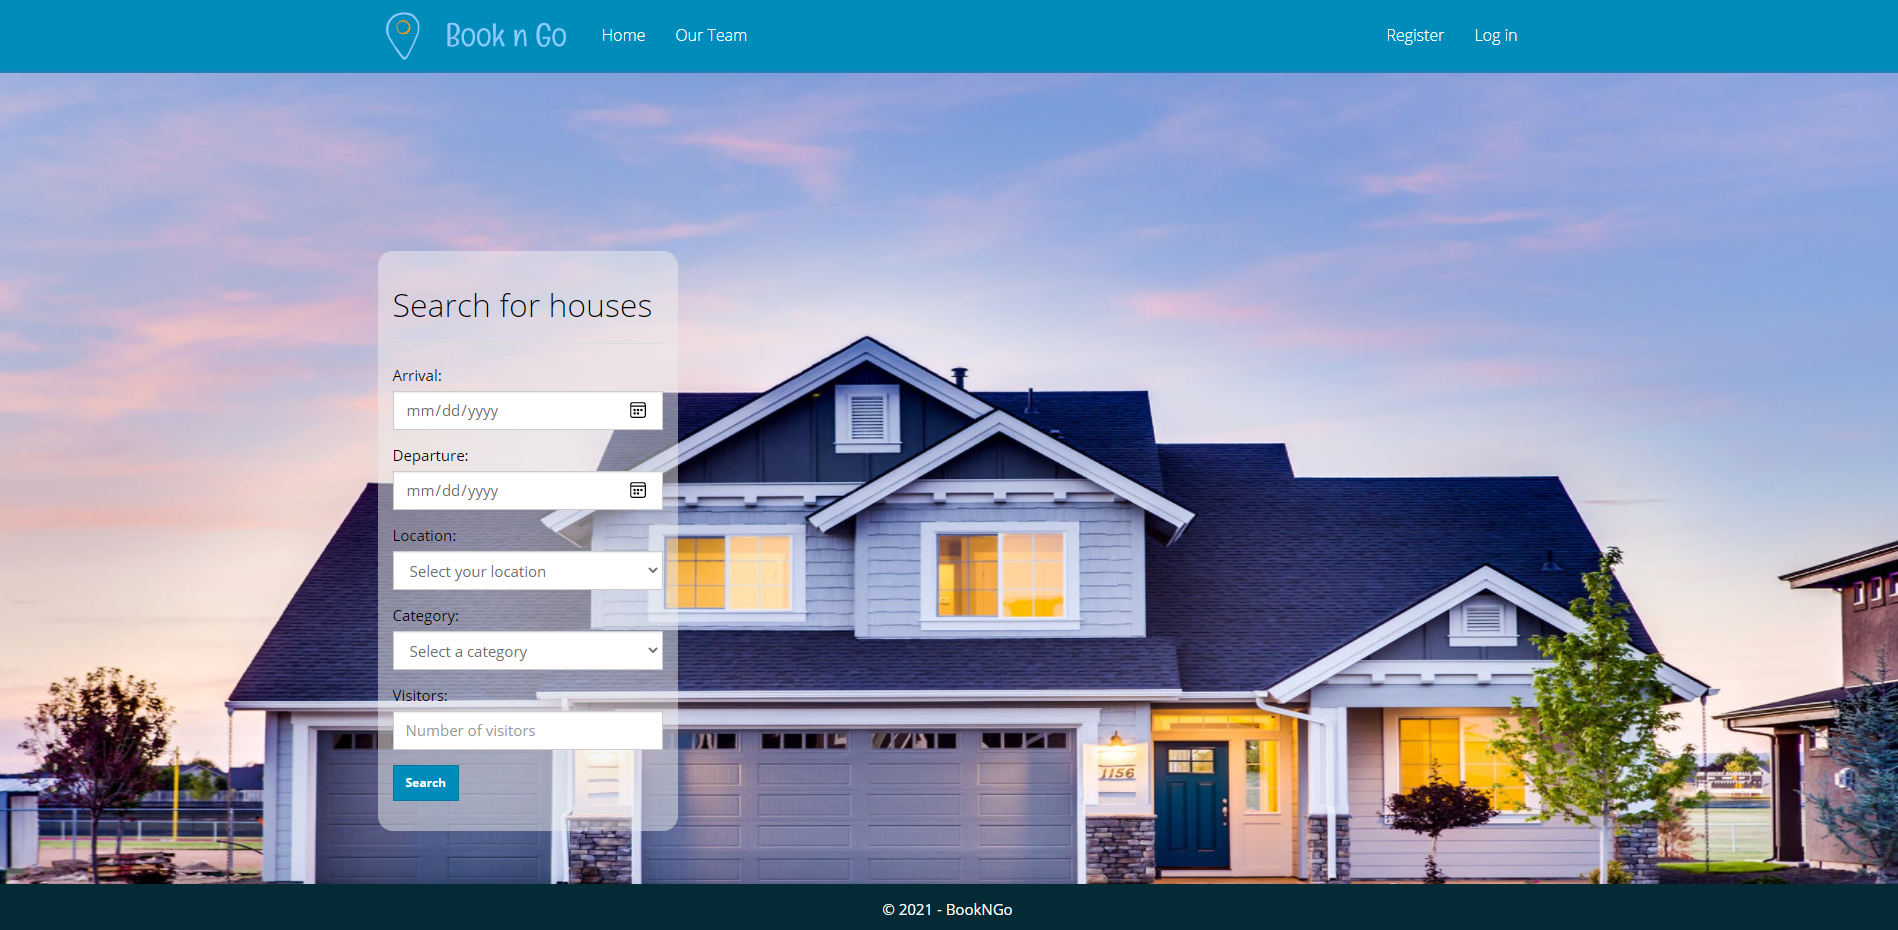 Book n Go Home Our Team Register Log in
Search for houses
Arrival:
mm/dd/yyyy
Departure:
mm/dd/yyyy
Location:
Select your location
Category:
Select a category
Visitors:
Number of visitors
Search
1156
© 2021 - BookNGo